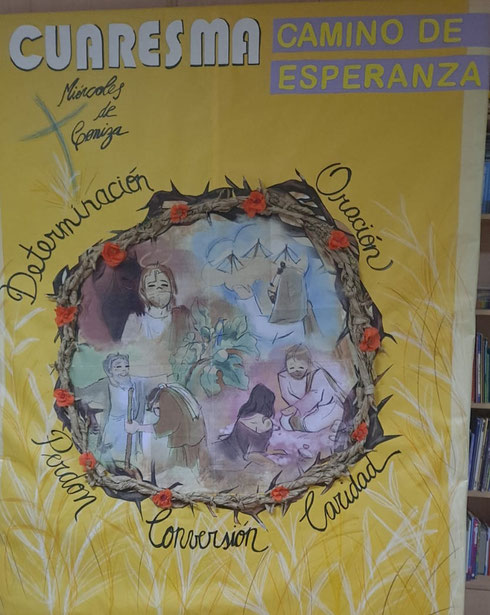 CUARESMA
CAMINO DE
ESPERANZA
Miércoles
de
Ceniza
Determinación
Oración
Perdón
Conversión
Caridad